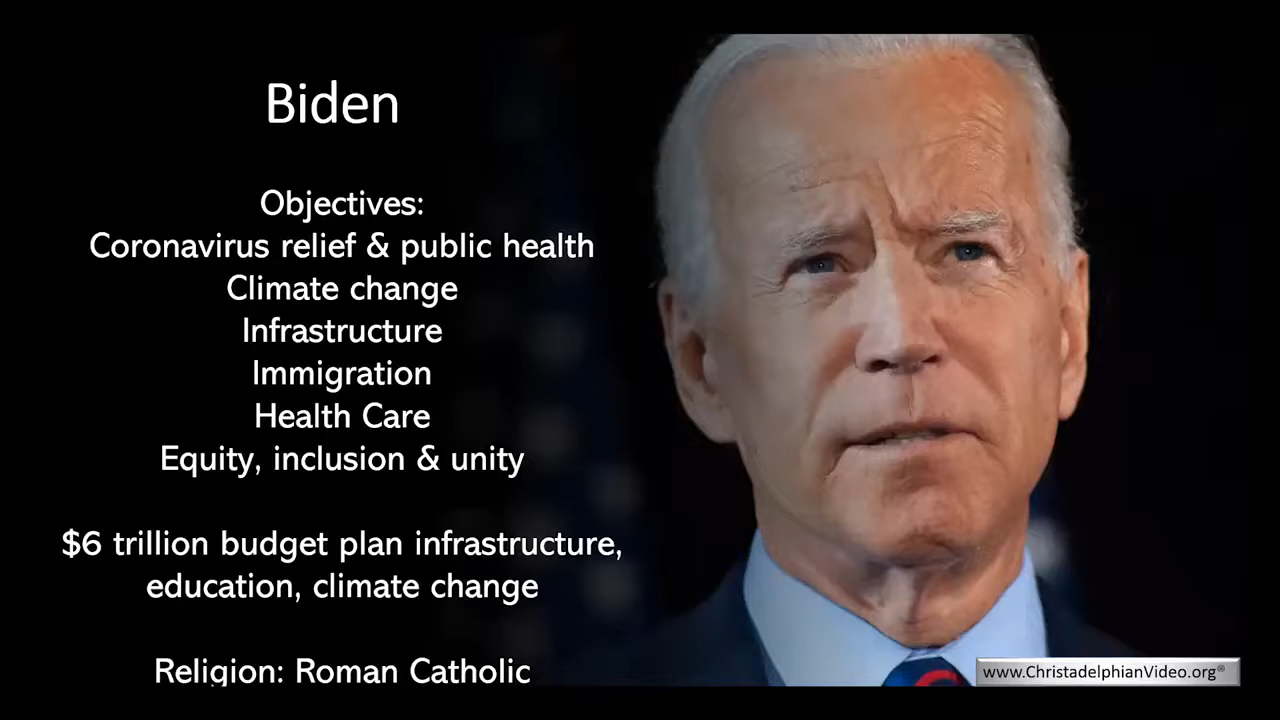 Biden
Objectives:
Coronavirus relief & public health
Climate change
Infrastructure
Immigration
Health Care
Equity, inclusion & unity
$6 trillion budget plan infrastructure,
education, climate change
Religion: Roman Catholic
www.ChristadelphianVideo.org®